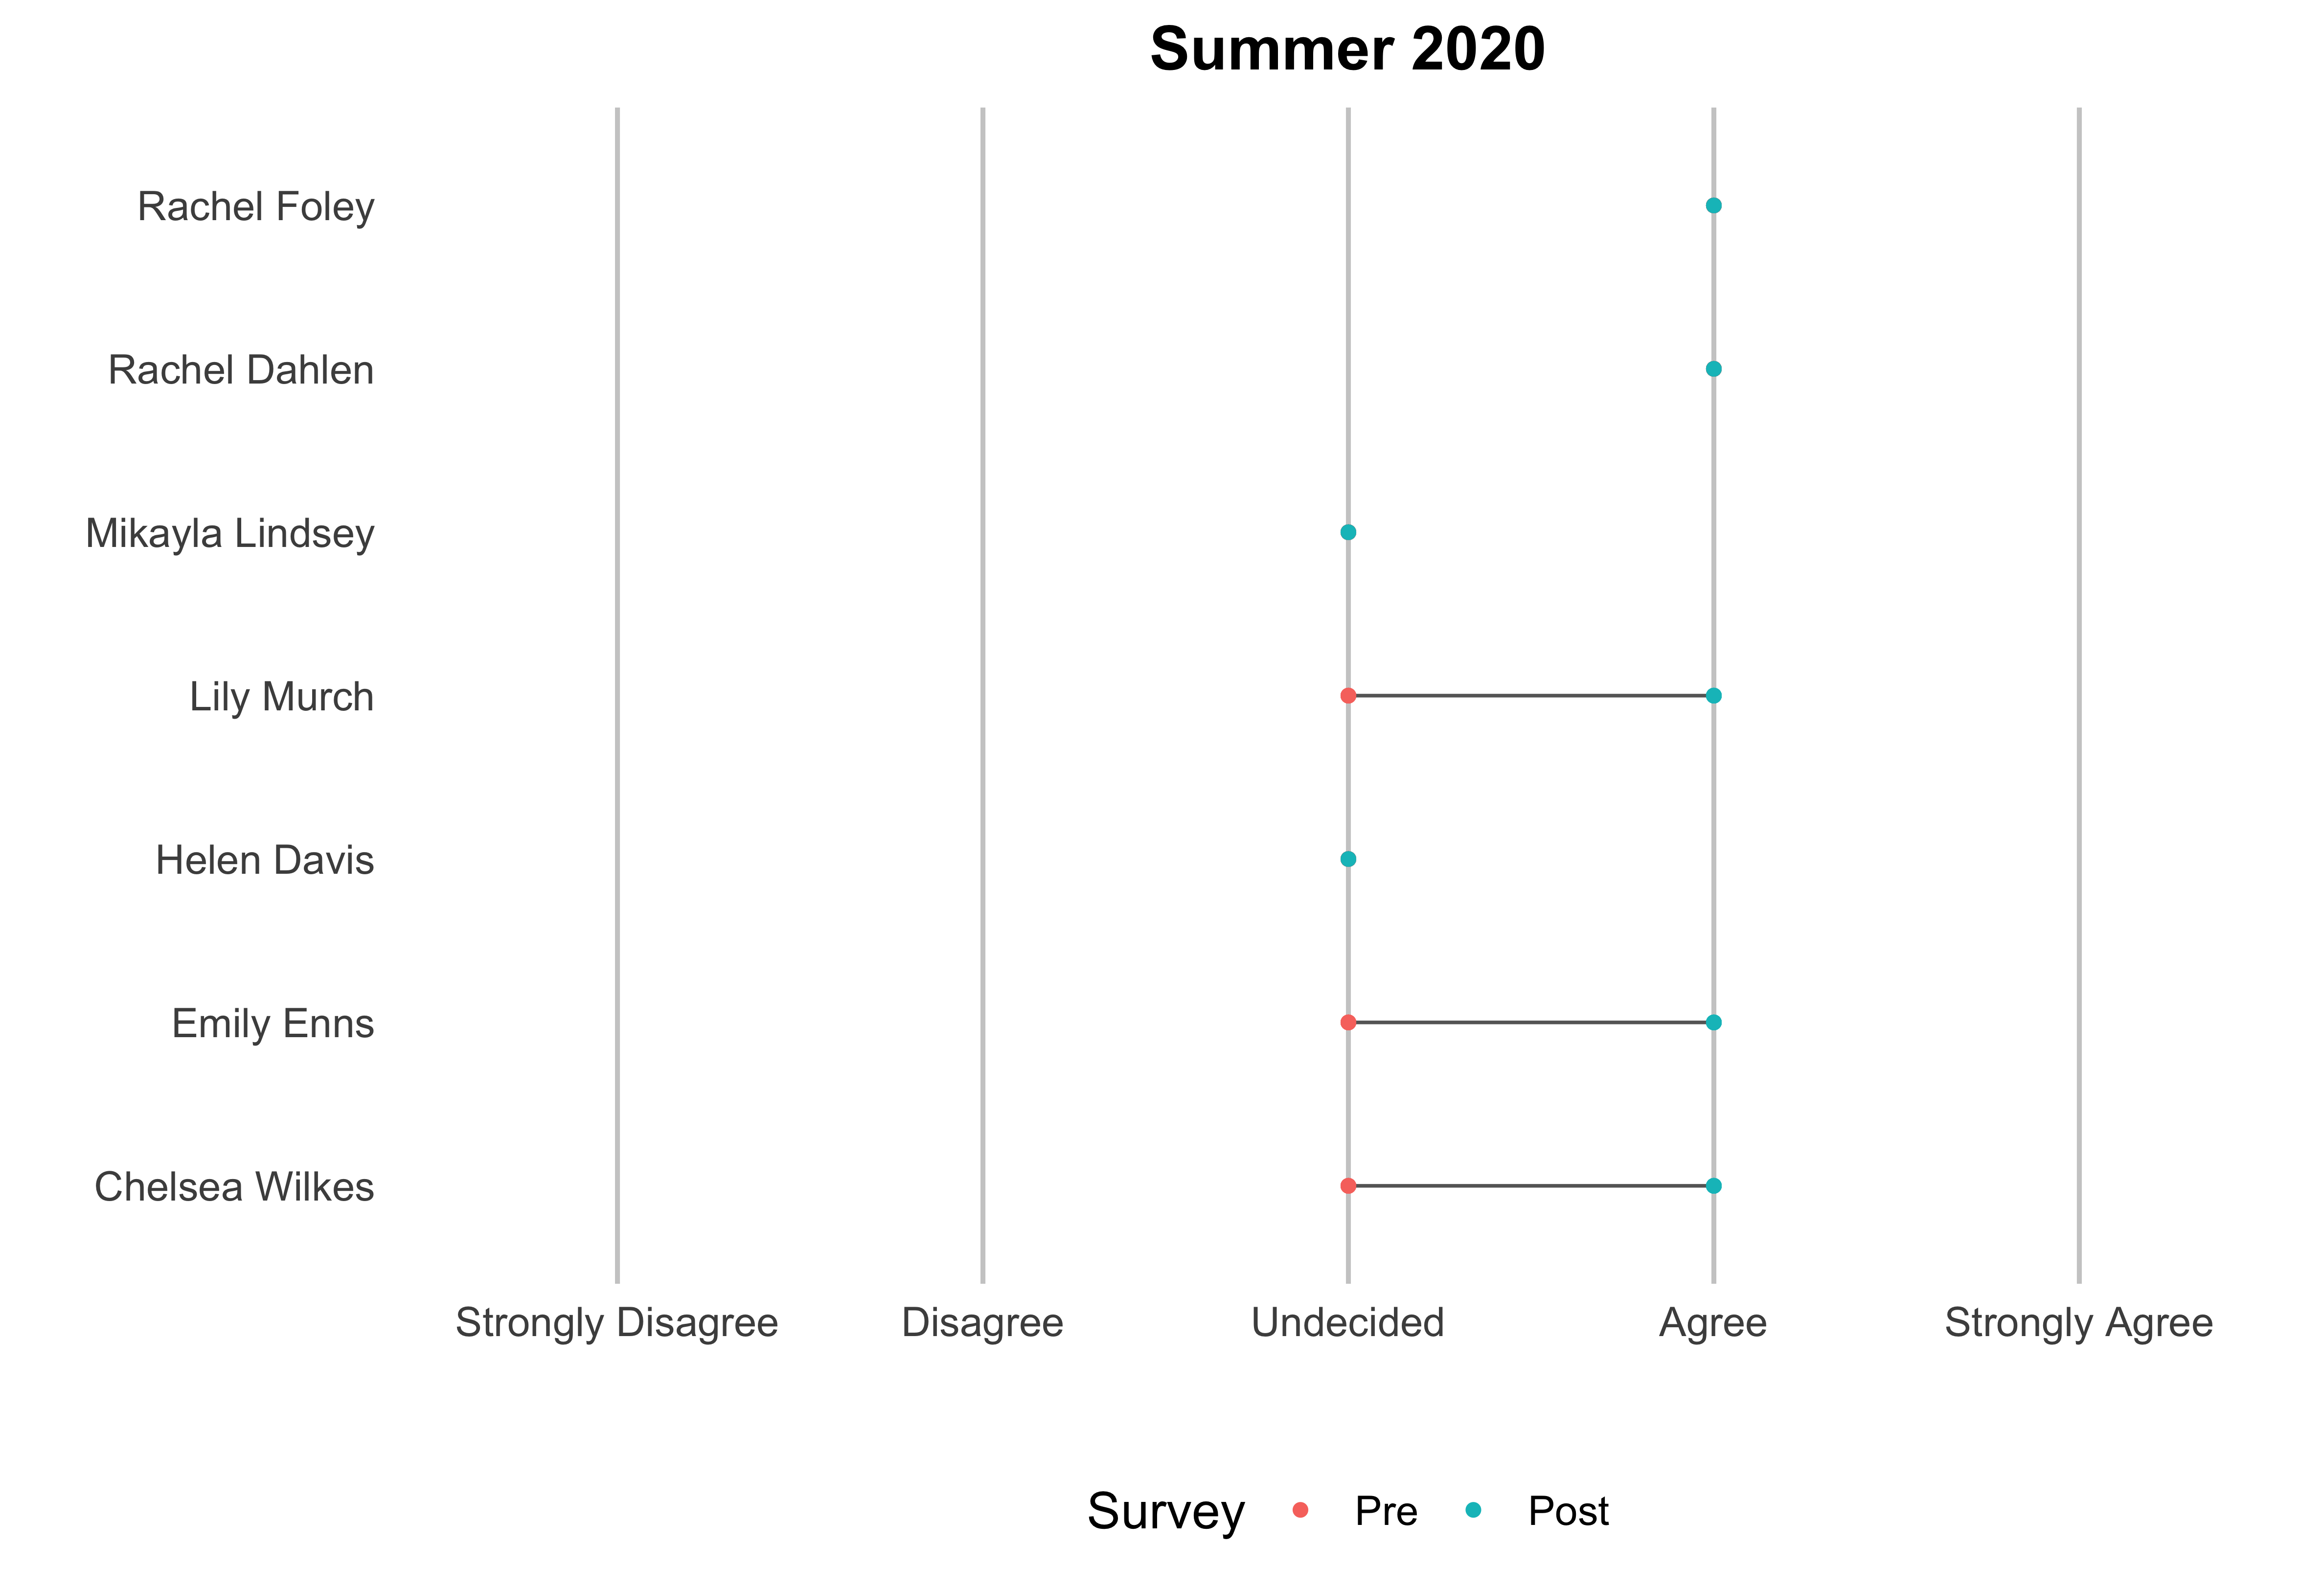 Summer 2020
Rachel Foley
Rachel Dahlen
Mikayla Lindsey
Lily Murch
Helen Davis
Emily Enns
Chelsea Wilkes
Strongly Disagree Disagree Undecided Agree Strongly Agree
Survey Pre Post